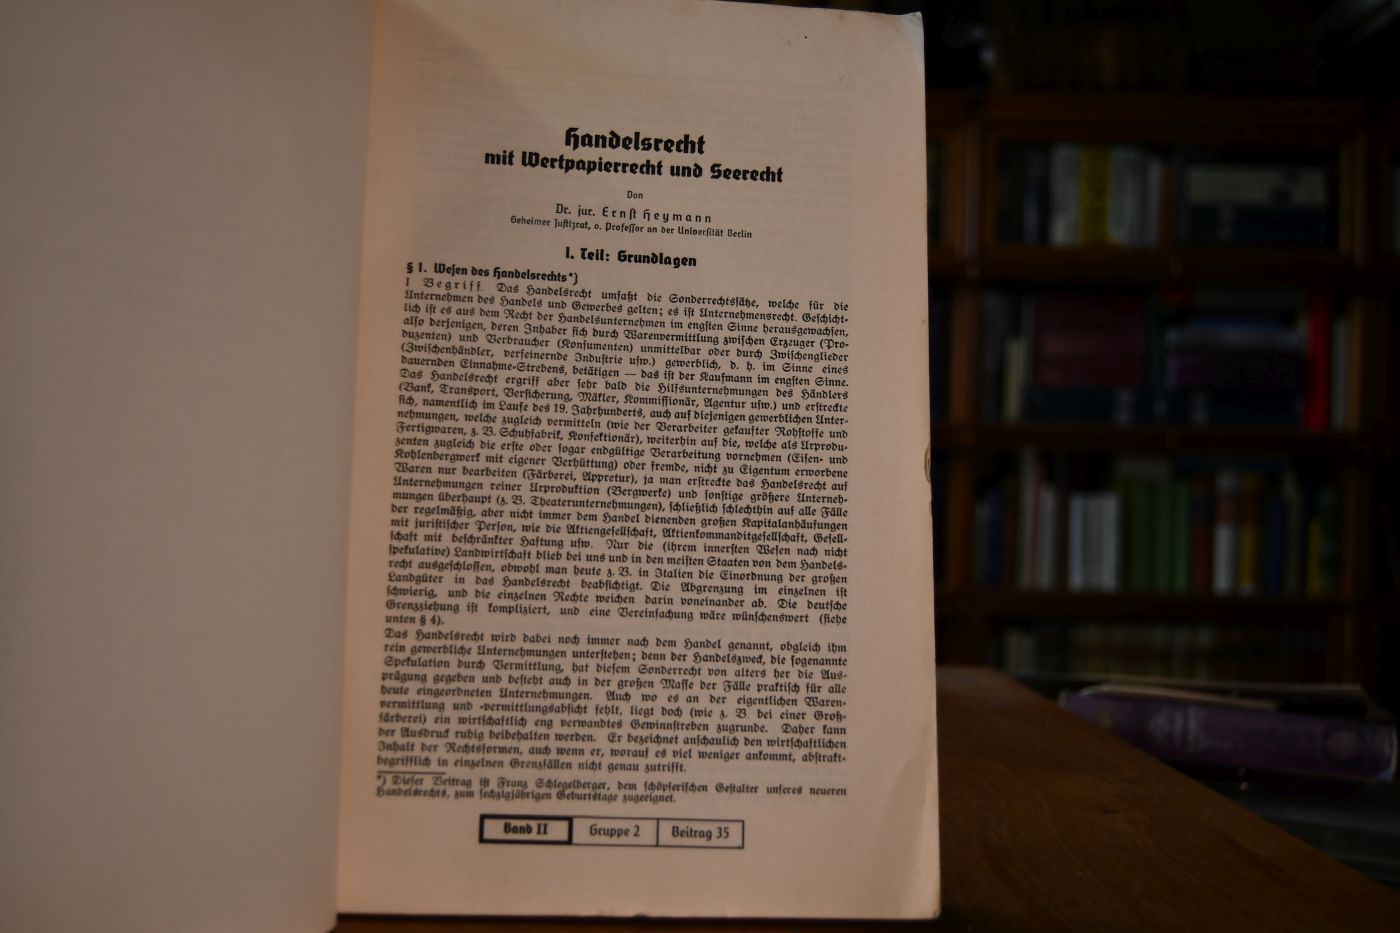 Handelsrecht
mit Wertpapierrecht und Seerecht
Von
Dr. jur. Ernst Heymann
Geheimer Justizrat, o. Professor an der Universität Berlin
I. Teil: Grundlagen
§ 1. Wesen des Handelsrechts*)
I Begriff. Das Handelsrecht umfaßt die Sonderrechtssätze, welche für die
Unternehmen des Handels und Gewerbes gelten; es ist Unternehmensrecht. Geschicht-
lich ist es aus dem Recht der Handelsunternehmen im engsten Sinne herausgewachsen,
also derjenigen, deren Inhaber sich durch Warenvermittlung zwischen Erzeuger (Pro-
duzenten) und Verbraucher (Konsumenten) unmittelbar oder durch Zwischenglieder
(Zwischenhändler, verfeinernde Industrie usw.) gewerblich, d. h. im Sinne eines
dauernden Einnahme-Strebens, betätigen — das ist der Kaufmann im engsten Sinne.
Das Handelsrecht ergriff aber sehr bald die Hilfsunternehmungen des Händlers
(Bank, Transport, Versicherung, Mäkler, Kommissionär, Agentur usw.) und erstreckte
sich, namentlich im Laufe des 19. Jahrhunderts, auch auf diejenigen gewerblichen Unter-
nehmungen, welche zugleich vermitteln (wie der Verarbeiter gekaufter Rohstoffe und
Fertigwaren, z. B. Schuhfabrik, Konfektionär), weiterhin auf die, welche als Urprodu-
zenten zugleich die erste oder sogar endgültige Verarbeitung vornehmen (Eisen- und
Kohlenbergwerk mit eigener Verhüttung) oder fremde, nicht zu Eigentum erworbene
Waren nur bearbeiten (Färberei, Appretur), ja man erstreckte das Handelsrecht auf
Unternehmungen reiner Urproduktion (Bergwerke) und sonstige größere Unterneh-
mungen überhaupt (z. B. Theaterunternehmungen), schließlich schlechthin auf alle Fälle
der regelmäßig, aber nicht immer dem Handel dienenden großen Kapitalanhäufungen
mit juristischer Person, wie die Aktiengesellschaft, Aktienkommanditgesellschaft, Gesell-
schaft mit beschränkter Haftung usw. Nur die (ihrem innersten Wesen nach nicht
spekulative) Landwirtschaft blieb bei uns und in den meisten Staaten von dem Handels-
recht ausgeschlossen, obwohl man heute z. B. in Italien die Einordnung der großen
Landgüter in das Handelsrecht beabsichtigt. Die Abgrenzung im einzelnen ist
schwierig, und die einzelnen Rechte weichen darin voneinander ab. Die deutsche
Grenzziehung ist kompliziert, und eine Vereinfachung wäre wünschenswert (siehe
unten § 4).
Das Handelsrecht wird dabei noch immer nach dem Handel genannt, obgleich ihm
rein gewerbliche Unternehmungen unterstehen; denn der Handelszweck, die sogenannte
Spekulation durch Vermittlung, hat diesem Sonderrecht von alters her die Aus-
prägung gegeben und besteht auch in der großen Masse der Fälle praktisch für alle
heute eingeordneten Unternehmungen. Auch wo es an der eigentlichen Waren-
vermittlung und -vermittlungsabsicht fehlt, liegt doch (wie z. B. bei einer Groß-
färberei) ein wirtschaftlich eng verwandtes Gewinnstreben zugrunde. Daher kann
der Ausdruck ruhig beibehalten werden. Er bezeichnet anschaulich den wirtschaftlichen
Inhalt der Rechtsformen, auch wenn er, worauf es viel weniger ankommt, abstrakt-
begrifflich in einzelnen Grenzfällen nicht genau zutrifft.
*) Dieser Beitrag ist Franz Schlegelberger, dem schöpferischen Gestalter unseres neueren
Handelsrechts, zum sechzigjährigen Geburtstage zugeeignet.
Band II Gruppe 2 Beitrag 35